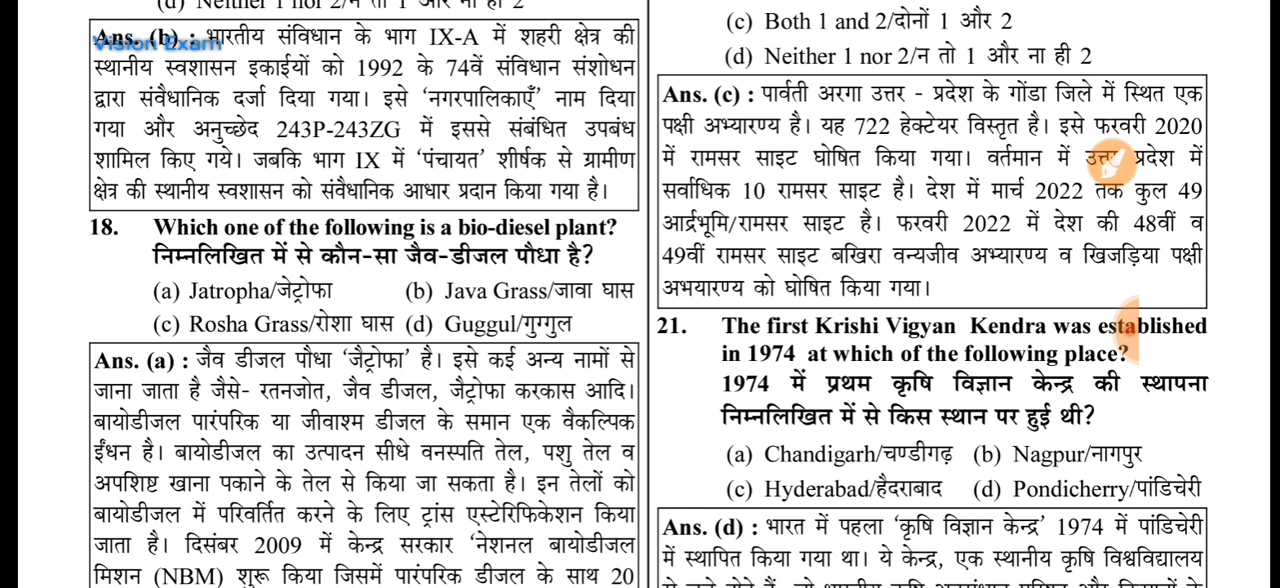 (d) Neither 1 nor 2/न तो 1 और ना ही 2
Ans. (b) : भारतीय संविधान के भाग IX-A में शहरी क्षेत्र की
Vision Exam
स्थानीय स्वशासन इकाईयों को 1992 के 74वें संविधान संशोधन
द्वारा संवैधानिक दर्जा दिया गया। इसे ‘नगरपालिकाएँ’ नाम दिया
गया और अनुच्छेद 243P-243ZG में इससे संबंधित उपबंध
शामिल किए गये। जबकि भाग IX में ‘पंचायत’ शीर्षक से ग्रामीण
क्षेत्र की स्थानीय स्वशासन को संवैधानिक आधार प्रदान किया गया है।
18. Which one of the following is a bio-diesel plant?
निम्नलिखित में से कौन-सा जैव-डीजल पौधा है?
(a) Jatropha/जेट्रोफा (b) Java Grass/जावा घास
(c) Rosha Grass/रोशा घास (d) Guggul/गुग्गुल
Ans. (a) : जैव डीजल पौधा ‘जैट्रोफा’ है। इसे कई अन्य नामों से
जाना जाता है जैसे- रतनजोत, जैव डीजल, जैट्रोफा करकास आदि।
बायोडीजल पारंपरिक या जीवाश्म डीजल के समान एक वैकल्पिक
ईंधन है। बायोडीजल का उत्पादन सीधे वनस्पति तेल, पशु तेल व
अपशिष्ट खाना पकाने के तेल से किया जा सकता है। इन तेलों को
बायोडीजल में परिवर्तित करने के लिए ट्रांस एस्टेरिफिकेशन किया
जाता है। दिसंबर 2009 में केन्द्र सरकार ‘नेशनल बायोडीजल
मिशन (NBM) शुरू किया जिसमें पारंपरिक डीजल के साथ 20
(c) Both 1 and 2/दोनों 1 और 2
(d) Neither 1 nor 2/न तो 1 और ना ही 2
Ans. (c) : पार्वती अरगा उत्तर - प्रदेश के गोंडा जिले में स्थित एक
पक्षी अभ्यारण्य है। यह 722 हेक्टेयर विस्तृत है। इसे फरवरी 2020
में रामसर साइट घोषित किया गया। वर्तमान में उत्तर प्रदेश में
सर्वाधिक 10 रामसर साइट है। देश में मार्च 2022 तक कुल 49
आर्द्रभूमि/रामसर साइट है। फरवरी 2022 में देश की 48वीं व
49वीं रामसर साइट बखिरा वन्यजीव अभ्यारण्य व खिजड़िया पक्षी
अभयारण्य को घोषित किया गया।
21. The first Krishi Vigyan Kendra was established
in 1974 at which of the following place?
1974 में प्रथम कृषि विज्ञान केन्द्र की स्थापना
निम्नलिखित में से किस स्थान पर हुई थी?
(a) Chandigarh/चण्डीगढ़ (b) Nagpur/नागपुर
(c) Hyderabad/हैदराबाद (d) Pondicherry/पांडिचेरी
Ans. (d) : भारत में पहला ‘कृषि विज्ञान केन्द्र’ 1974 में पांडिचेरी
में स्थापित किया गया था। ये केन्द्र, एक स्थानीय कृषि विश्वविद्यालय